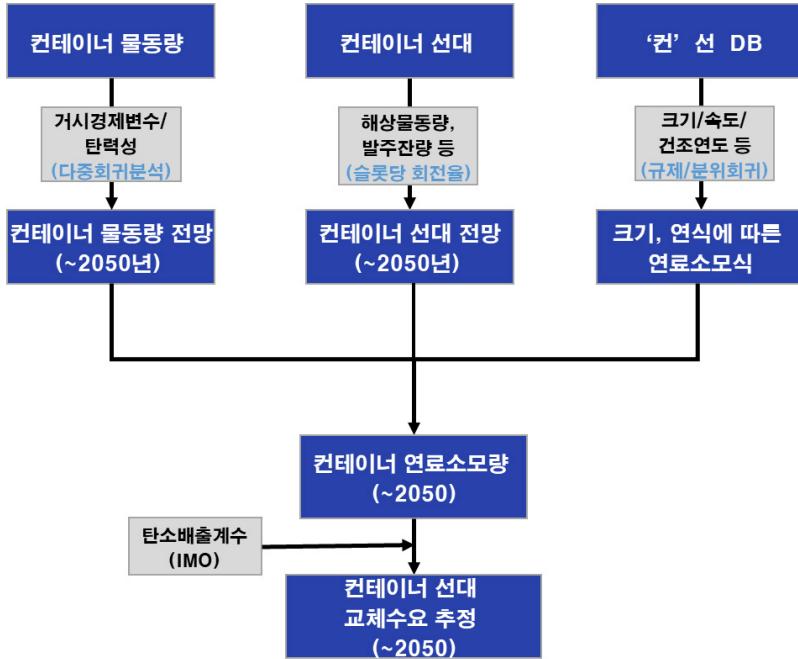 컨테이너 물동량
컨테이너 선대
‘컨’ 선 DB
거시경제변수/
탄력성
(다중회귀분석)
해상물동량,
발주잔량 등
(슬롯당 회전율)
크기/속도/
건조연도 등
(규제/분위회귀)
컨테이너 물동량 전망
(~2050년)
컨테이너 선대 전망
(~2050년)
크기, 연식에 따른
연료소모식
컨테이너 연료소모량
(~2050)
탄소배출계수
(IMO)
컨테이너 선대
교체수요 추정
(~2050)